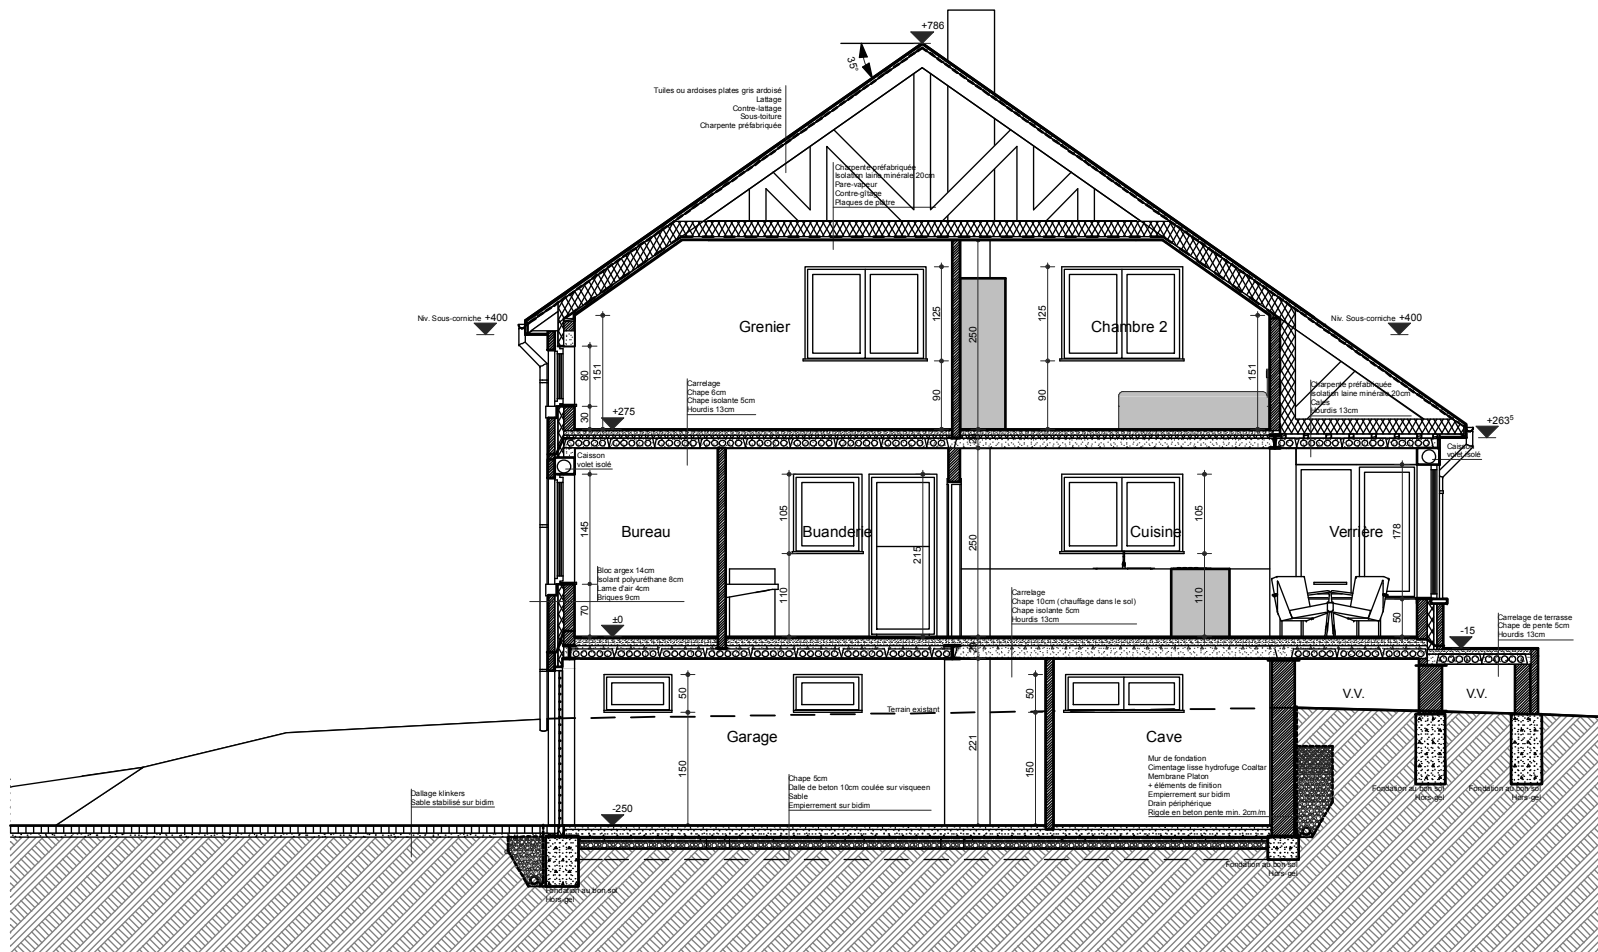 +786
35°
Tuiles ou ardoises plates gris ardoisé
Lattage
Contre-lattage
Sous-toiture
Charpente préfabriquée
Charpente préfabriquée
Isolation laine minérale 20cm
Pare-vapeur
Contre-gîtage
Plaques de plâtre
Niv. Sous-corniche +400
Niv. Sous-corniche +400
Grenier
Chambre 2
125
90
250
125
90
151
80
30
151
Carrelage
Chape 6cm
Chape isolante 5cm
Hourdis 13cm
Charpente préfabriquée
Isolation laine minérale 20cm
Cales
Hourdis 13cm
+275
+263⁵
Caisson
volet isolé
Caisson
volet isolé
Bureau
Buanderie
Cuisine
Verrière
145
70
105
110
215
250
105
110
178
50
Bloc argex 14cm
Isolant polyuréthane 8cm
Lame d'air 4cm
Briques 9cm
Carrelage
Chape 10cm (chauffage dans le sol)
Chape isolante 5cm
Hourdis 13cm
±0
-15
Carrelage de terrasse
Chape de pente 5cm
Hourdis 13cm
V.V.
V.V.
50
150
221
50
150
Terrain existant
Garage
Cave
Mur de fondation
Cimentage lisse hydrofuge Coaltar
Membrane Platon
+ éléments de finition
Empierrement sur bidim
Drain périphérique
Rigole en beton pente min. 2cm/m
Chape 5cm
Dalle de beton 10cm coulée sur visqueen
Sable
Empierrement sur bidim
Dallage klinkers
Sable stabilisé sur bidim
-250
Fondation au bon sol
Hors-gel
Fondation au bon sol
Hors-gel
Fondation au bon sol
Hors-gel
Fondation au bon sol
Hors-gel